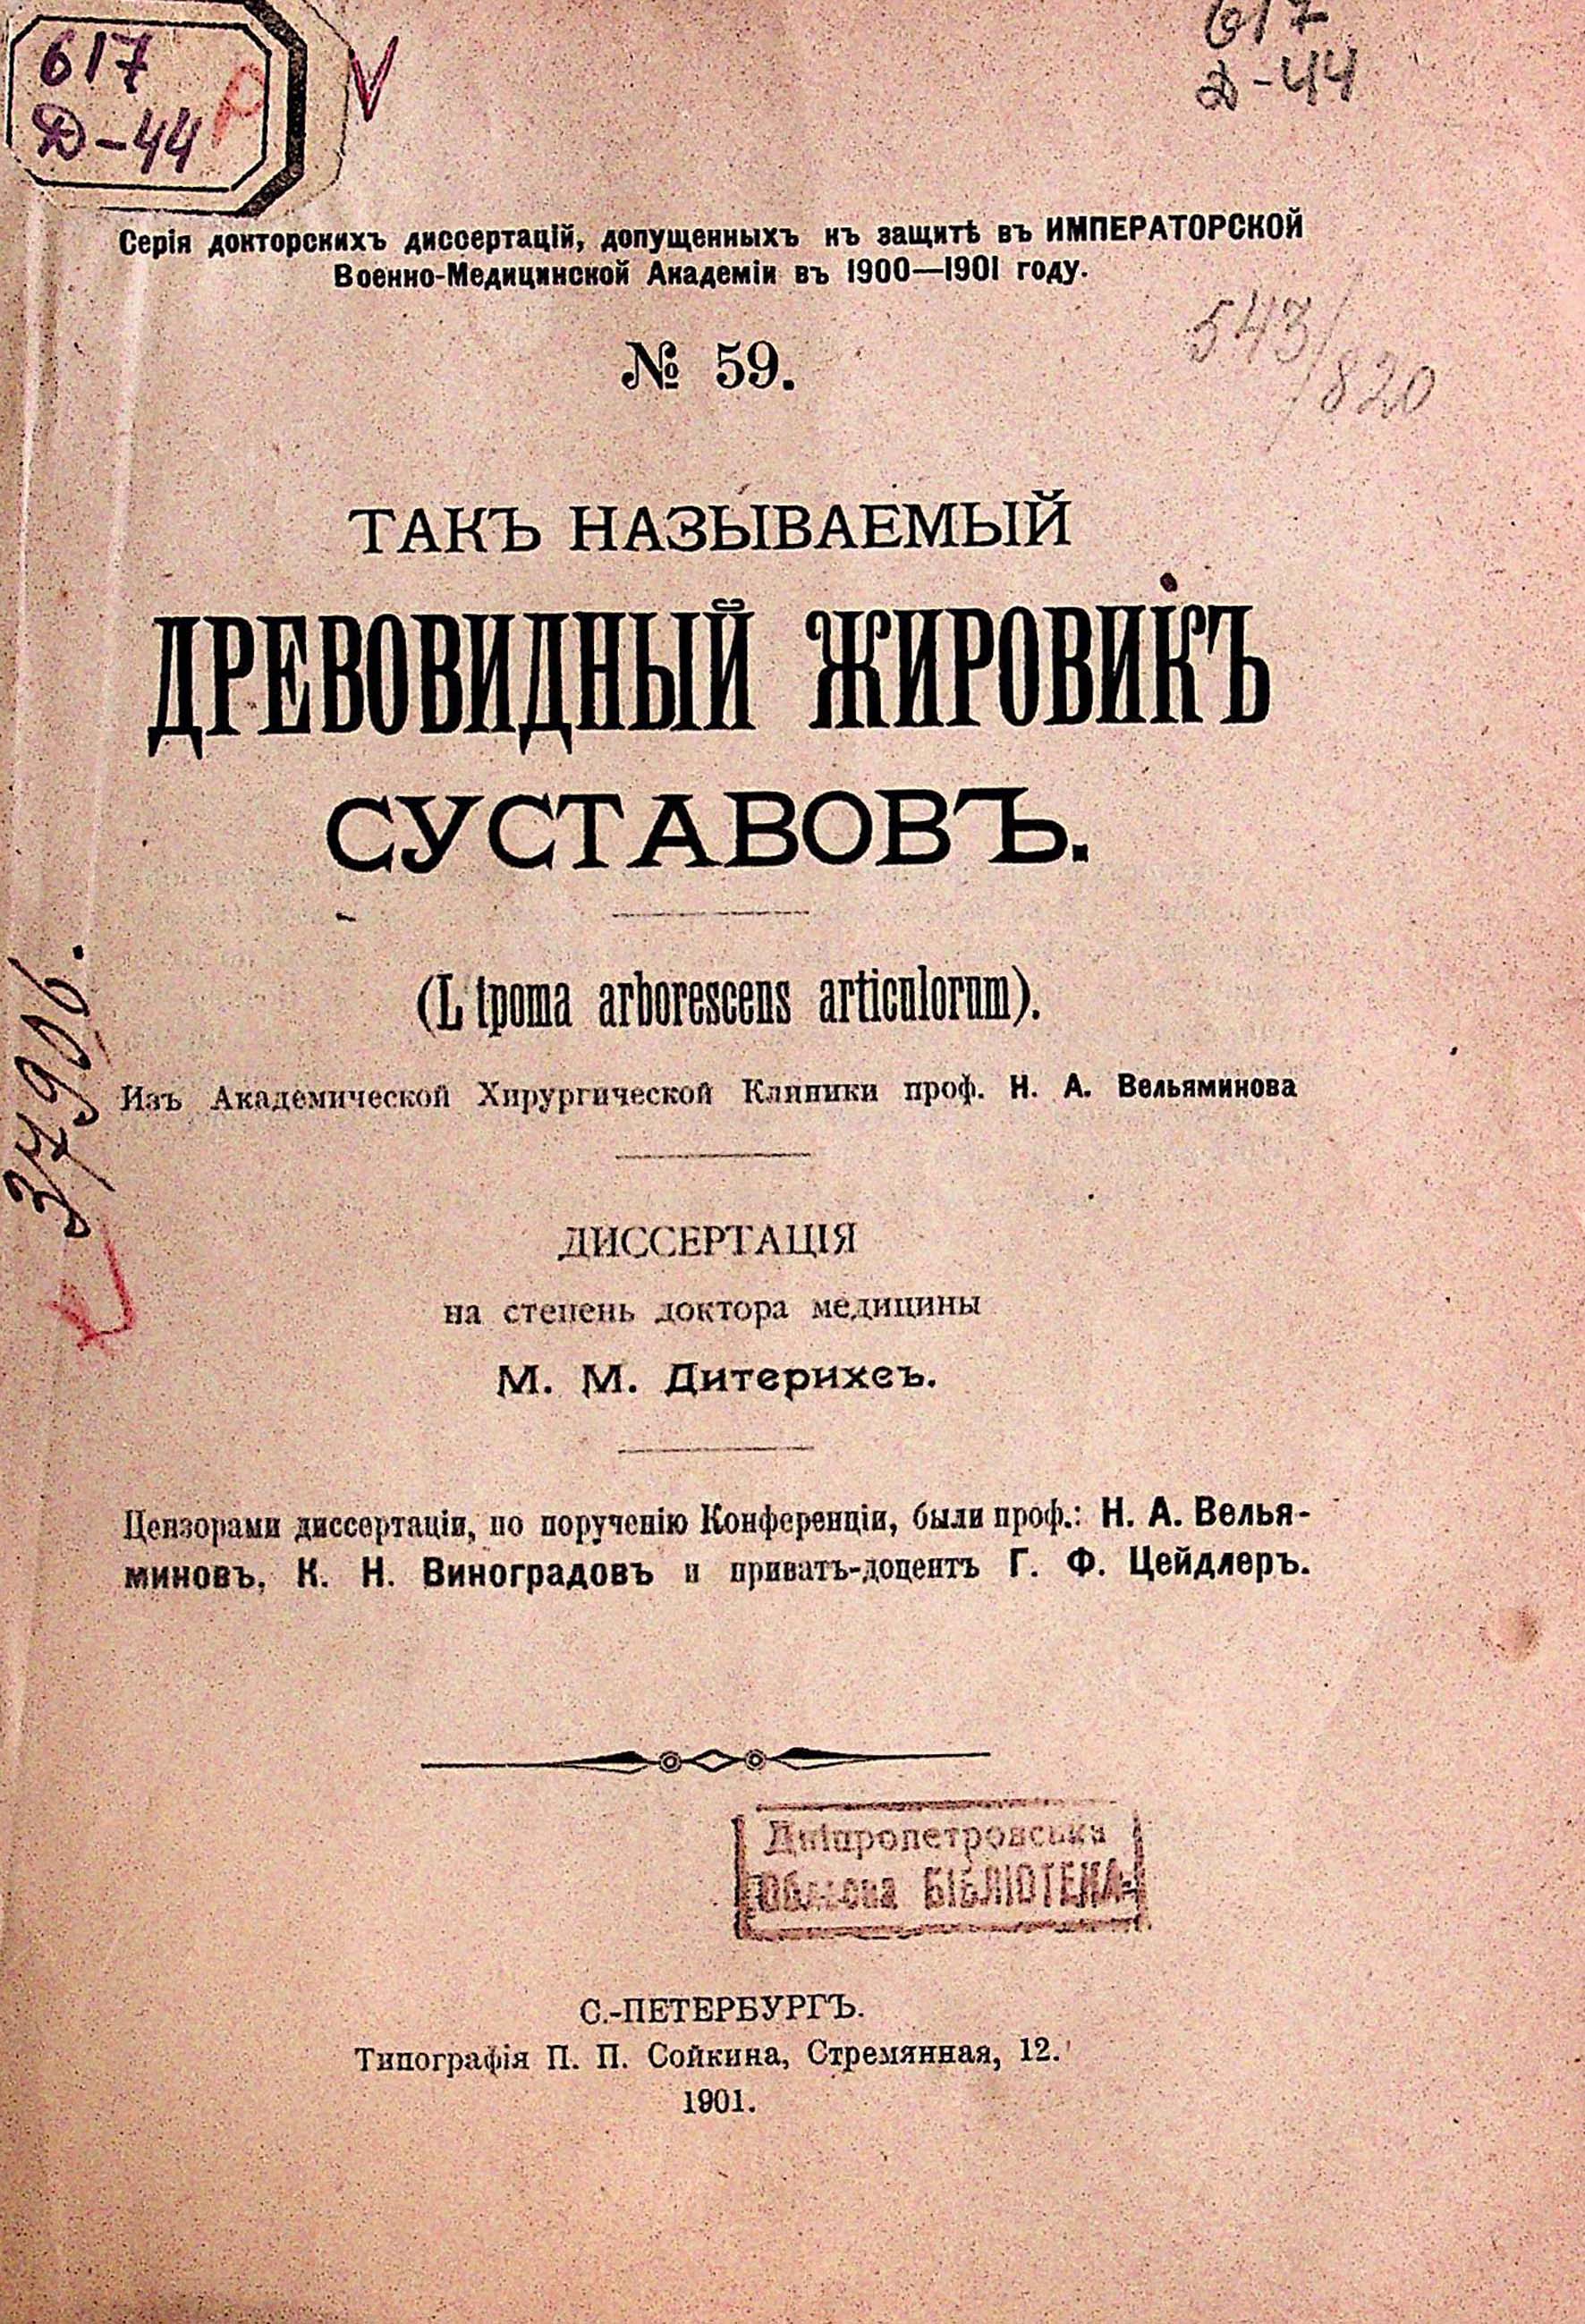 617
Д-44
617
Д-44
Серія докторскихъ диссертацій, допущенныхъ къ защитѣ въ ИМПЕРАТОРСКОЙ
Военно-Медицинской Академіи въ 1900—1901 году.
№ 59.
543/820
ТАКЪ НАЗЫВАЕМЫЙ
ДРЕВОВИДНЫЙ ЖИРОВИКЪ
СУСТАВОВЪ.
(Lipoma arborescens articulorum).
Изъ Академической Хирургической Клиники проф. Н. А. Вельяминова
37906.
ДИССЕРТАЦІЯ
на степень доктора медицины
М. М. Дитерихсъ.
Цензорами диссертаціи, по порученію Конференціи, были проф.: Н. А. Велья-
миновъ, К. Н. Виноградовъ и приватъ-доцентъ Г. Ф. Цейдлеръ.
Дніпропетровська
Обласна БІБЛІОТЕКА
С.-ПЕТЕРБУРГЪ.
Типографія П. П. Сойкина, Стремянная, 12.
1901.